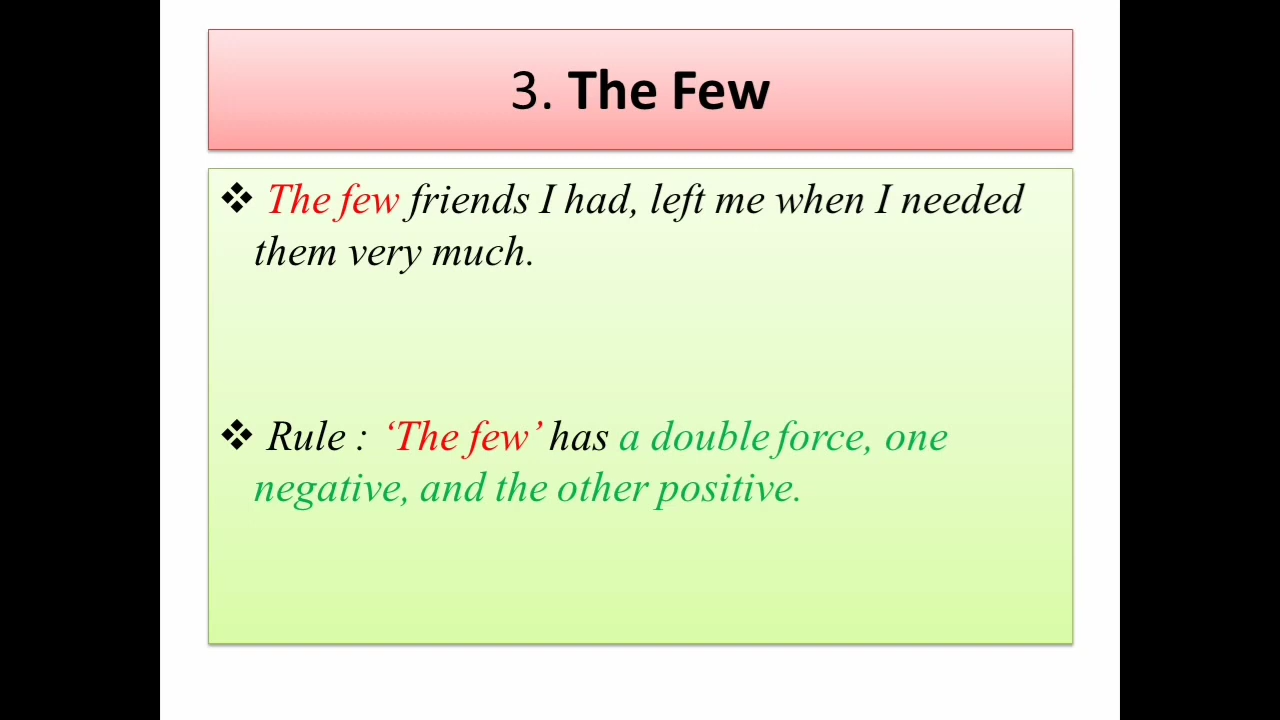 3. The Few
❖ The few friends I had, left me when I needed
them very much.
❖ Rule : ‘The few’ has a double force, one
negative, and the other positive.